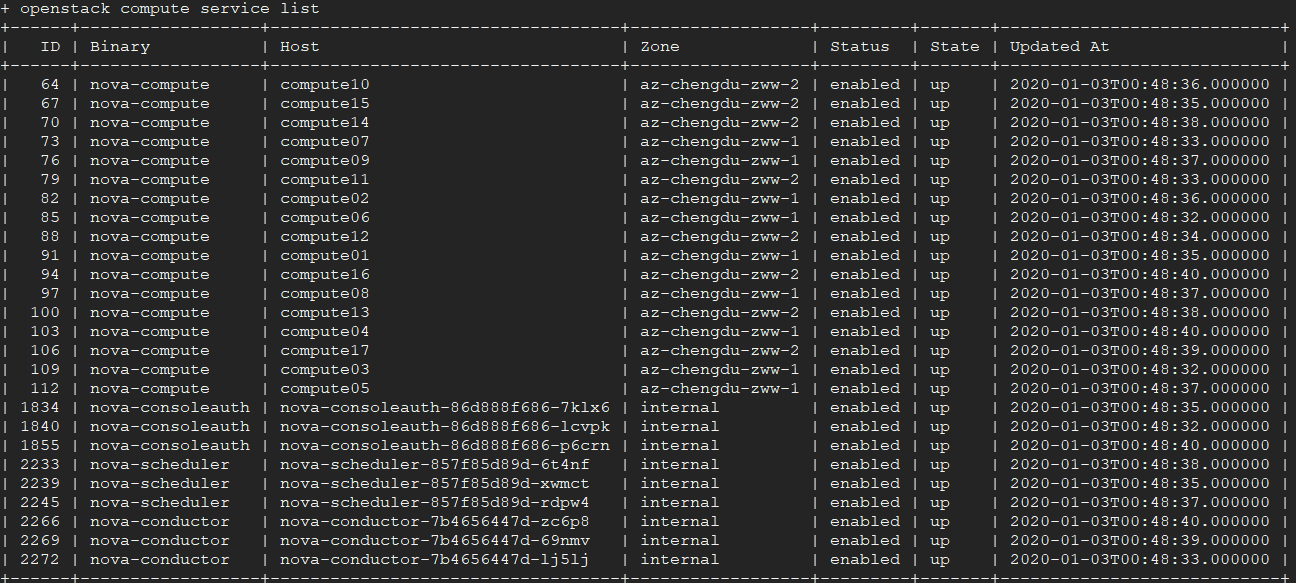 + openstack compute service list
+------+------------------+-----------------------------------+------------------+---------+-------+----------------------------+
|   ID | Binary           | Host                              | Zone             | Status  | State | Updated At                 |
+------+------------------+-----------------------------------+------------------+---------+-------+----------------------------+
|   64 | nova-compute     | compute10                         | az-chengdu-zww-2 | enabled | up    | 2020-01-03T00:48:36.000000 |
|   67 | nova-compute     | compute15                         | az-chengdu-zww-2 | enabled | up    | 2020-01-03T00:48:35.000000 |
|   70 | nova-compute     | compute14                         | az-chengdu-zww-2 | enabled | up    | 2020-01-03T00:48:38.000000 |
|   73 | nova-compute     | compute07                         | az-chengdu-zww-1 | enabled | up    | 2020-01-03T00:48:33.000000 |
|   76 | nova-compute     | compute09                         | az-chengdu-zww-1 | enabled | up    | 2020-01-03T00:48:37.000000 |
|   79 | nova-compute     | compute11                         | az-chengdu-zww-2 | enabled | up    | 2020-01-03T00:48:33.000000 |
|   82 | nova-compute     | compute02                         | az-chengdu-zww-1 | enabled | up    | 2020-01-03T00:48:36.000000 |
|   85 | nova-compute     | compute06                         | az-chengdu-zww-1 | enabled | up    | 2020-01-03T00:48:32.000000 |
|   88 | nova-compute     | compute12                         | az-chengdu-zww-2 | enabled | up    | 2020-01-03T00:48:34.000000 |
|   91 | nova-compute     | compute01                         | az-chengdu-zww-1 | enabled | up    | 2020-01-03T00:48:35.000000 |
|   94 | nova-compute     | compute16                         | az-chengdu-zww-2 | enabled | up    | 2020-01-03T00:48:40.000000 |
|   97 | nova-compute     | compute08                         | az-chengdu-zww-1 | enabled | up    | 2020-01-03T00:48:37.000000 |
|  100 | nova-compute     | compute13                         | az-chengdu-zww-2 | enabled | up    | 2020-01-03T00:48:38.000000 |
|  103 | nova-compute     | compute04                         | az-chengdu-zww-1 | enabled | up    | 2020-01-03T00:48:40.000000 |
|  106 | nova-compute     | compute17                         | az-chengdu-zww-2 | enabled | up    | 2020-01-03T00:48:39.000000 |
|  109 | nova-compute     | compute03                         | az-chengdu-zww-1 | enabled | up    | 2020-01-03T00:48:32.000000 |
|  112 | nova-compute     | compute05                         | az-chengdu-zww-1 | enabled | up    | 2020-01-03T00:48:37.000000 |
| 1834 | nova-consoleauth | nova-consoleauth-86d888f686-7klx6 | internal         | enabled | up    | 2020-01-03T00:48:35.000000 |
| 1840 | nova-consoleauth | nova-consoleauth-86d888f686-lcvpk | internal         | enabled | up    | 2020-01-03T00:48:32.000000 |
| 1855 | nova-consoleauth | nova-consoleauth-86d888f686-p6crn | internal         | enabled | up    | 2020-01-03T00:48:40.000000 |
| 2233 | nova-scheduler   | nova-scheduler-857f85d89d-6t4nf   | internal         | enabled | up    | 2020-01-03T00:48:38.000000 |
| 2239 | nova-scheduler   | nova-scheduler-857f85d89d-xwmct   | internal         | enabled | up    | 2020-01-03T00:48:35.000000 |
| 2245 | nova-scheduler   | nova-scheduler-857f85d89d-rdpw4   | internal         | enabled | up    | 2020-01-03T00:48:37.000000 |
| 2266 | nova-conductor   | nova-conductor-7b4656447d-zc6p8   | internal         | enabled | up    | 2020-01-03T00:48:40.000000 |
| 2269 | nova-conductor   | nova-conductor-7b4656447d-69nmv   | internal         | enabled | up    | 2020-01-03T00:48:39.000000 |
| 2272 | nova-conductor   | nova-conductor-7b4656447d-lj5lj   | internal         | enabled | up    | 2020-01-03T00:48:33.000000 |
+------+------------------+-----------------------------------+------------------+---------+-------+----------------------------+